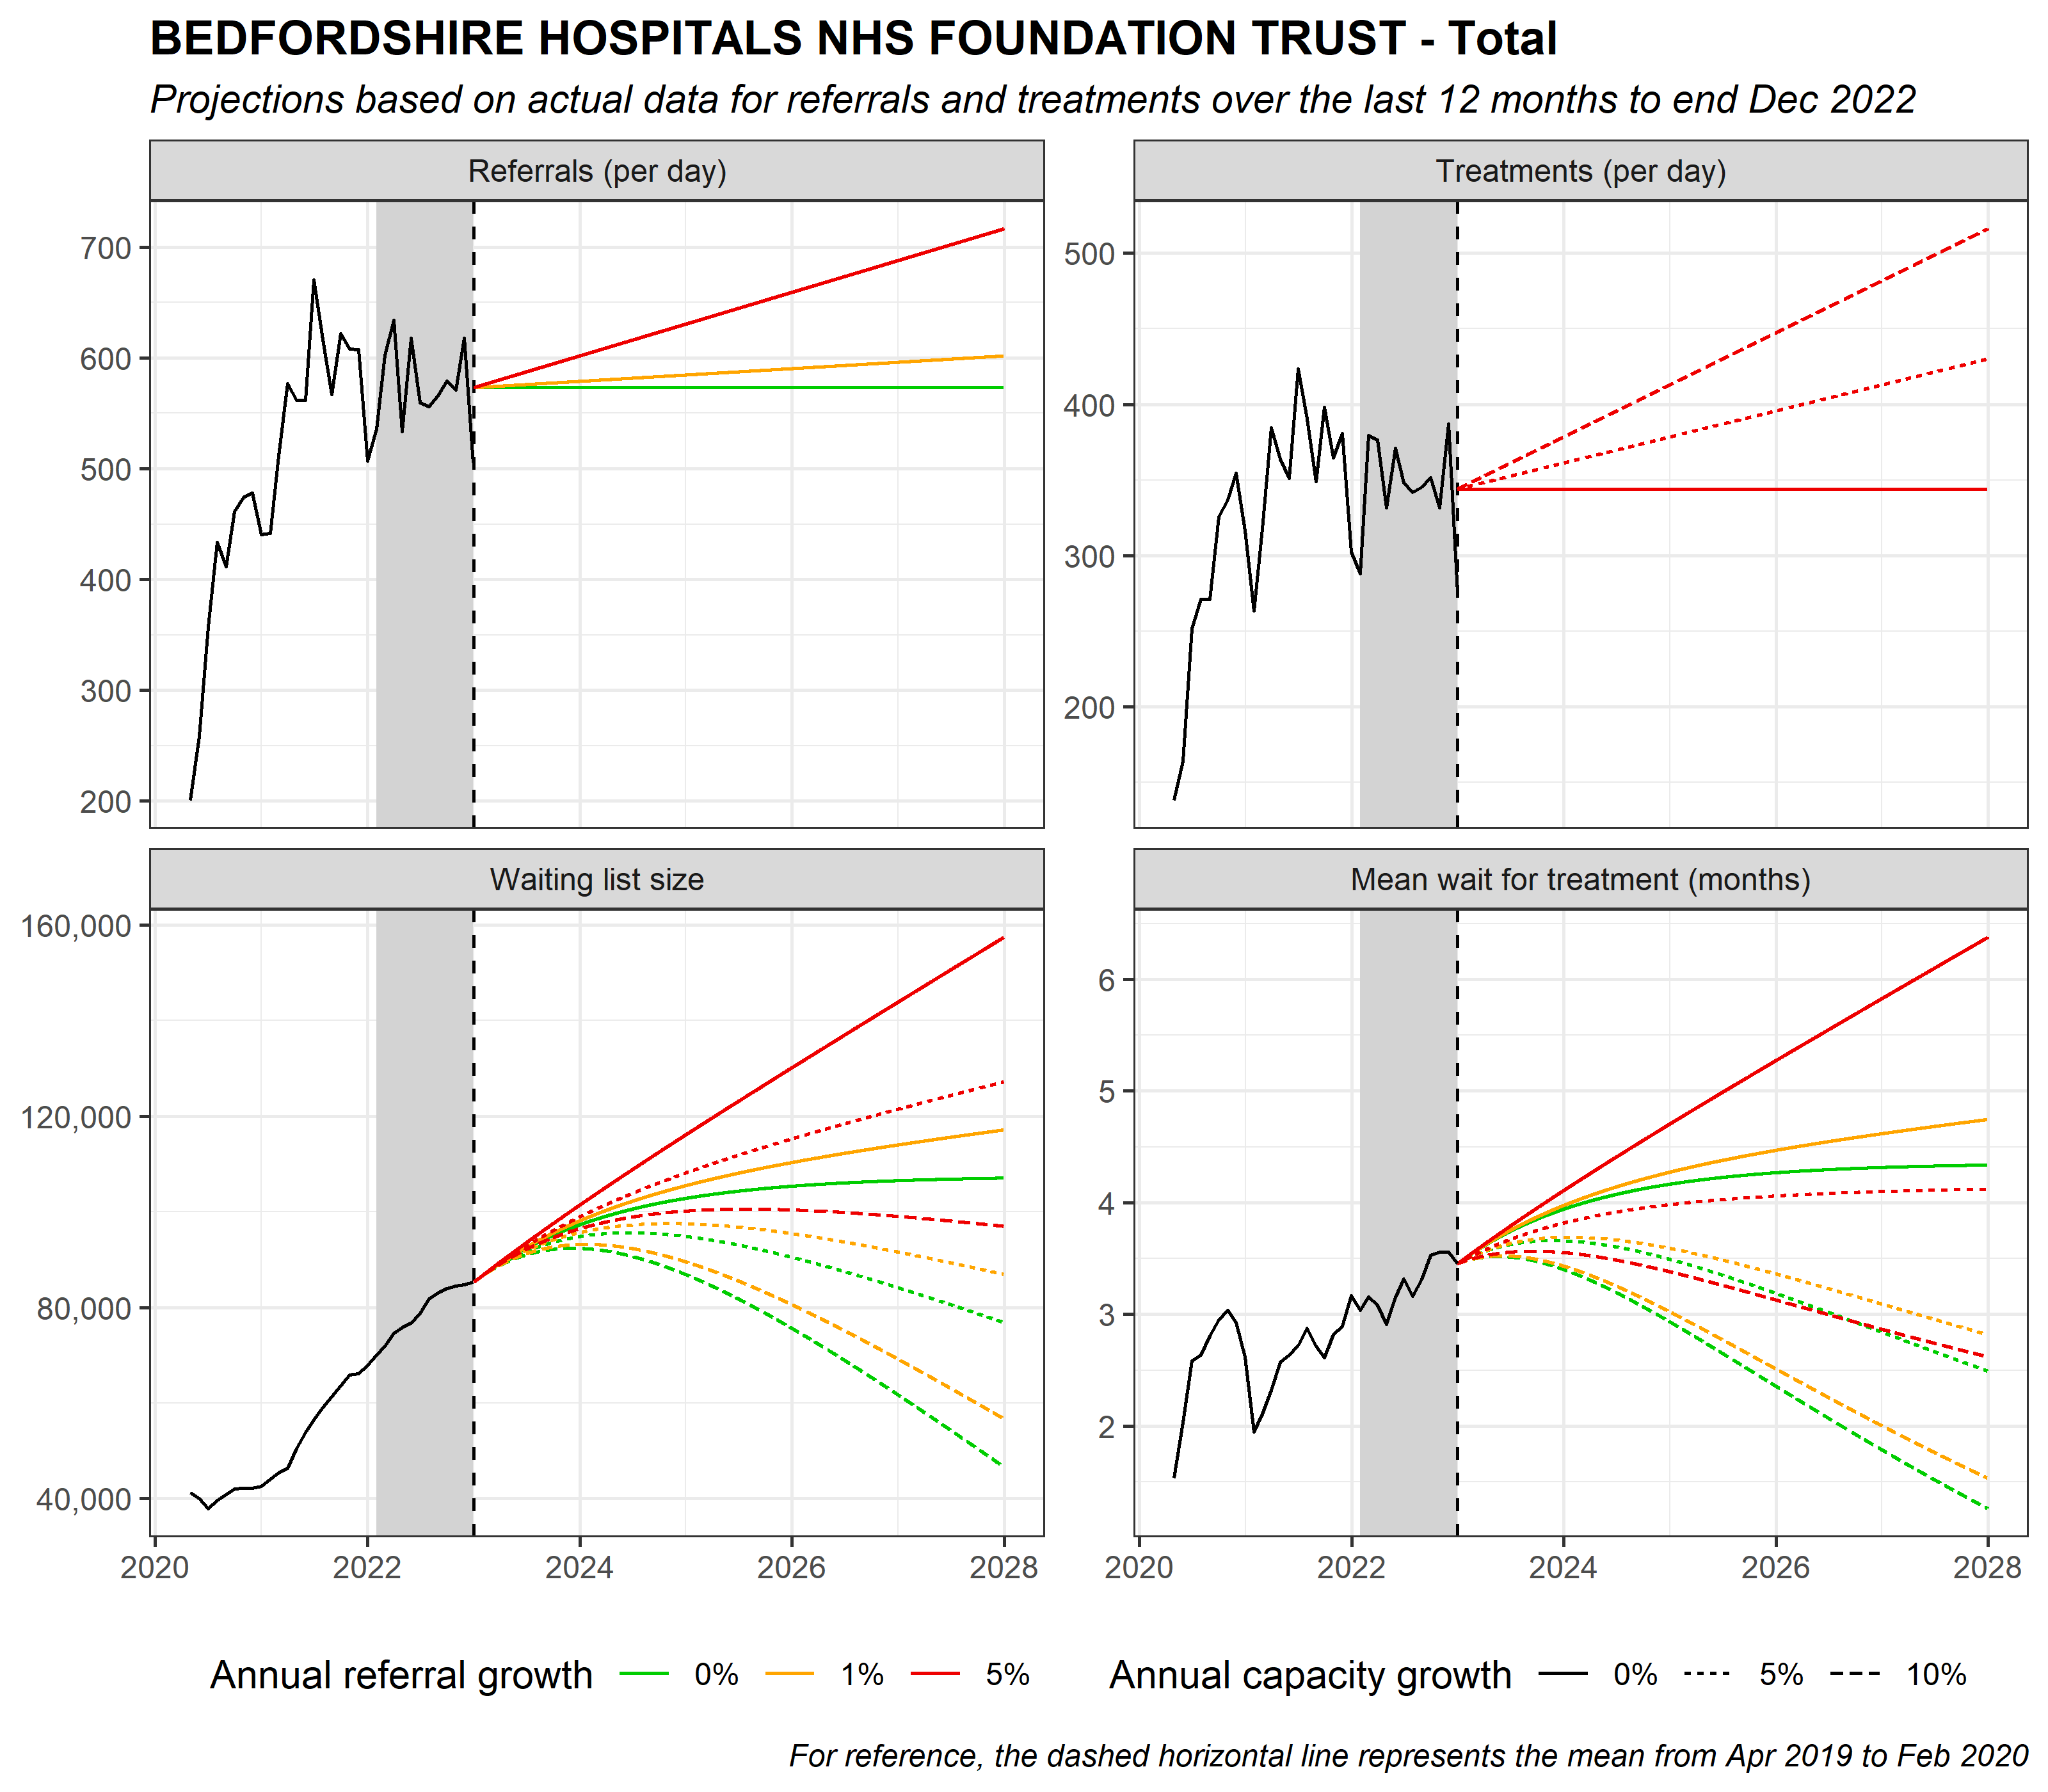 BEDFORDSHIRE HOSPITALS NHS FOUNDATION TRUST - Total
Projections based on actual data for referrals and treatments over the last 12 months to end Dec 2022
Referrals (per day)
700
600
500
400
300
200
Treatments (per day)
500
400
300
200
Waiting list size
160,000
120,000
80,000
40,000
2020 2022 2024 2026 2028
Mean wait for treatment (months)
6
5
4
3
2
2020 2022 2024 2026 2028
Annual referral growth 0% 1% 5%
Annual capacity growth 0% 5% 10%
For reference, the dashed horizontal line represents the mean from Apr 2019 to Feb 2020